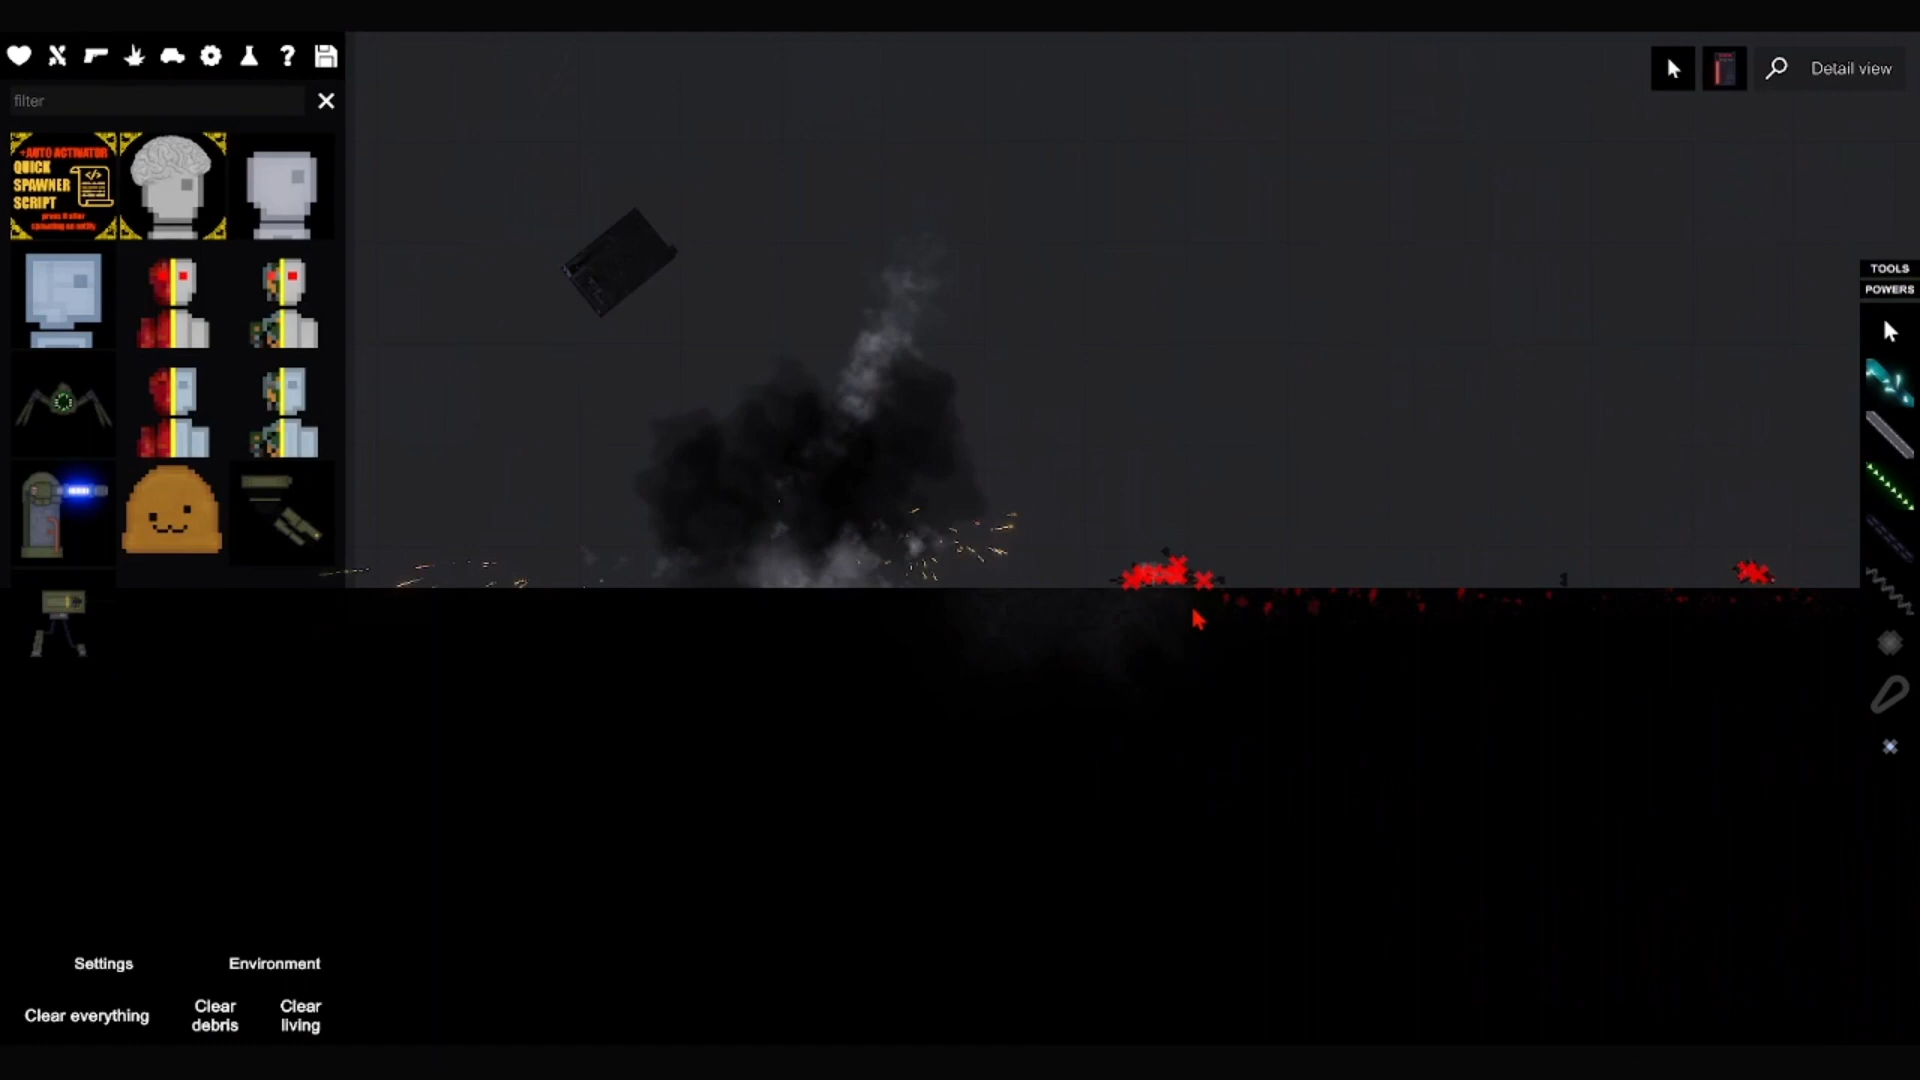 Detail view
filter
+AUTO ACTIVATOR
QUICK
SPAWNER
SCRIPT
TOOLS
POWERS
Settings
Environment
Clear everything
Clear
debris
Clear
living